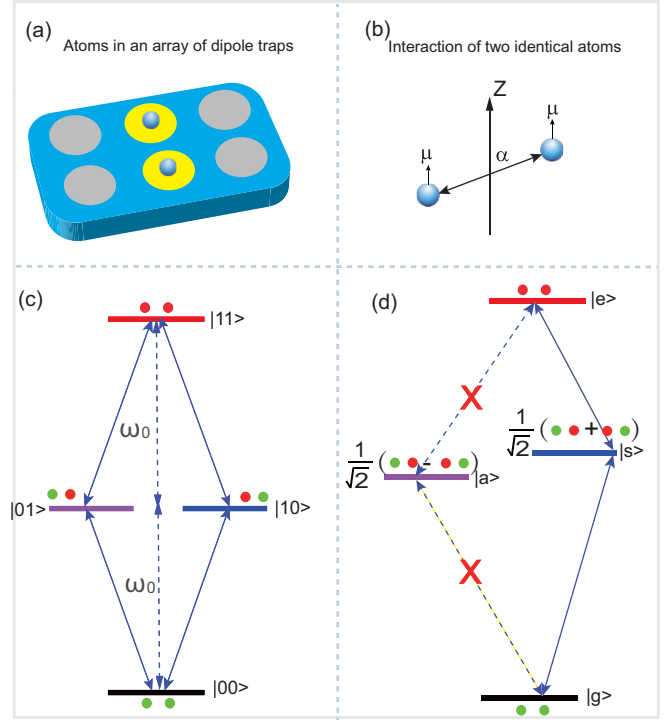 (a)
Atoms in an array of dipole traps
(b)
Interaction of two identical atoms
Z
μ
μ
α
(c)
|11>
ω0
|01>
|10>
ω0
|00>
(d)
|e>
X
1/√2 ( + )
|s>
1/√2 ( - )
|a>
X
|g>